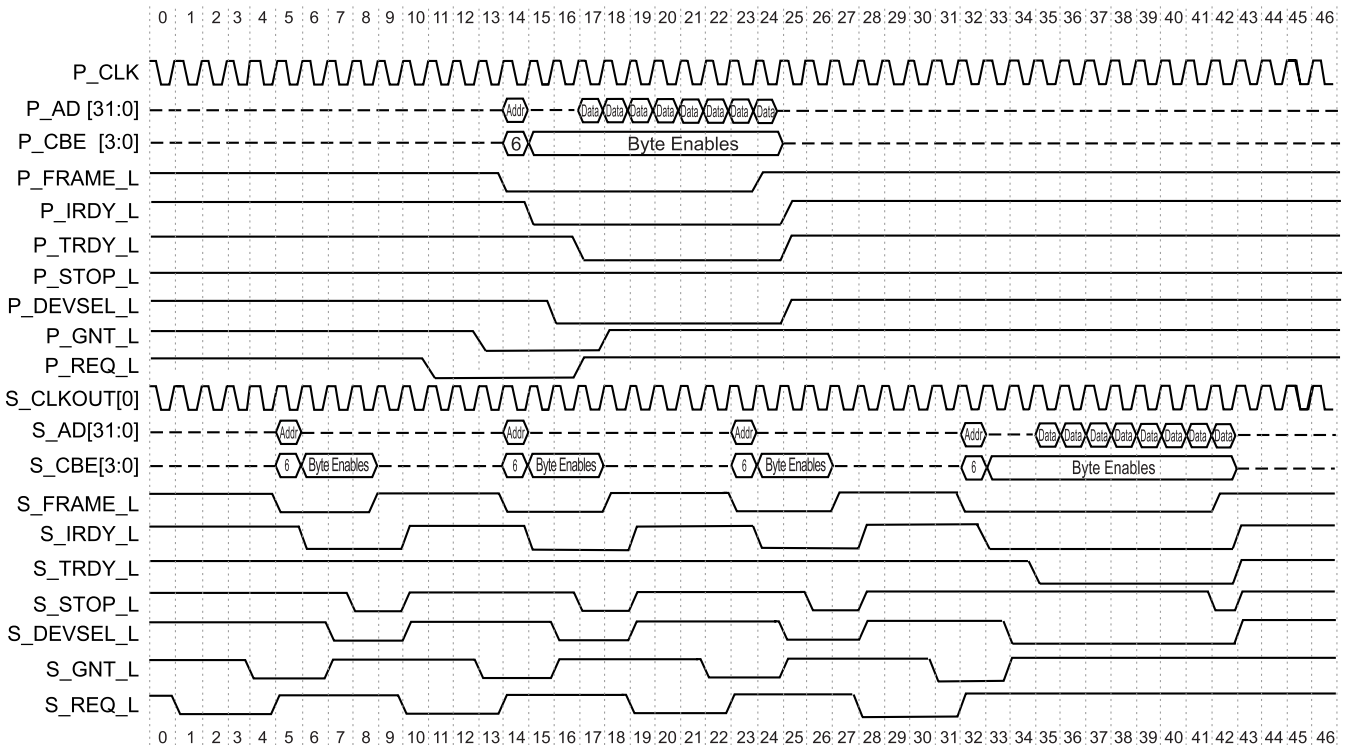 0 1 2 3 4 5 6 7 8 9 10 11 12 13 14 15 16 17 18 19 20 21 22 23 24 25 26 27 28 29 30 31 32 33 34 35 36 37 38 39 40 41 42 43 44 45 46
P_CLK
P_AD [31:0] Addr Data Data Data Data Data Data Data Data
P_CBE [3:0] 6 Byte Enables
P_FRAME_L
P_IRDY_L
P_TRDY_L
P_STOP_L
P_DEVSEL_L
P_GNT_L
P_REQ_L
S_CLKOUT[0]
S_AD[31:0] Addr Addr Addr Addr Data Data Data Data Data Data Data Data
S_CBE[3:0] 6 Byte Enables 6 Byte Enables 6 Byte Enables 6 Byte Enables
S_FRAME_L
S_IRDY_L
S_TRDY_L
S_STOP_L
S_DEVSEL_L
S_GNT_L
S_REQ_L
0 1 2 3 4 5 6 7 8 9 10 11 12 13 14 15 16 17 18 19 20 21 22 23 24 25 26 27 28 29 30 31 32 33 34 35 36 37 38 39 40 41 42 43 44 45 46